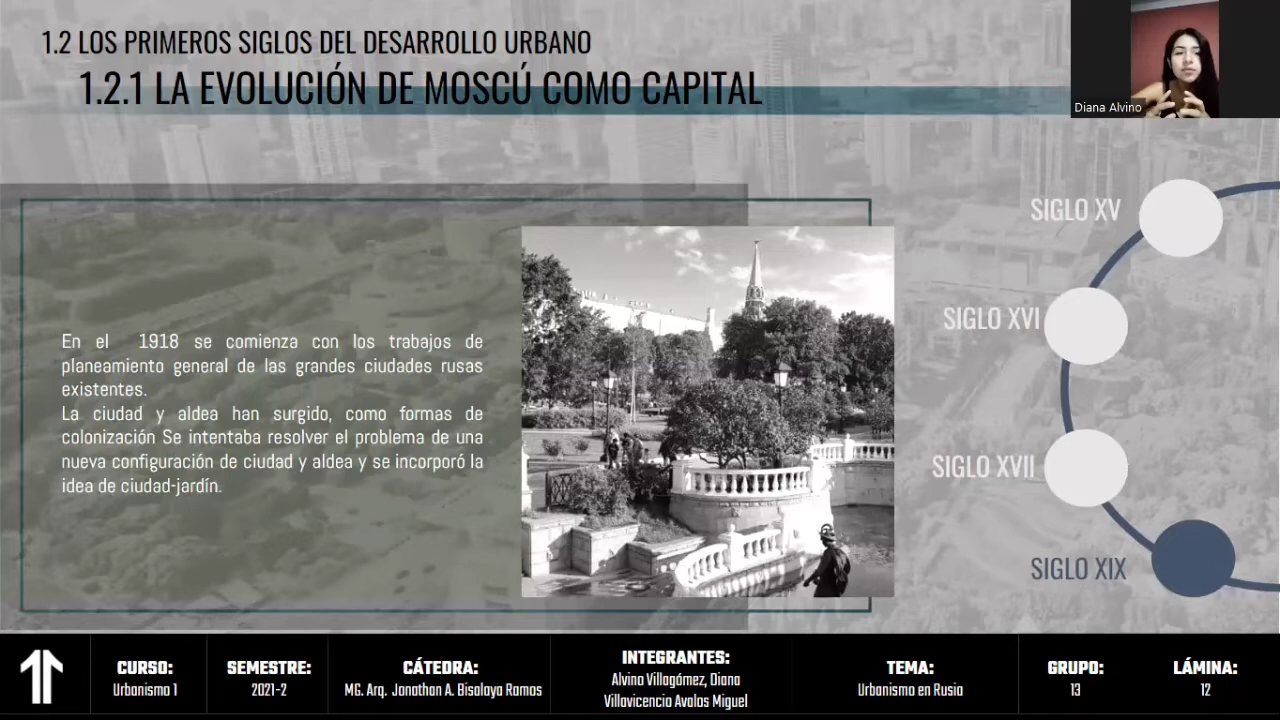 1.2 LOS PRIMEROS SIGLOS DEL DESARROLLO URBANO
1.2.1 LA EVOLUCIÓN DE MOSCÚ COMO CAPITAL
Diana Alvino
En el 1918 se comienza con los trabajos de
planeamiento general de las grandes ciudades rusas
existentes.
La ciudad y aldea han surgido, como formas de
colonización Se intentaba resolver el problema de una
nueva configuración de ciudad y aldea y se incorporó la
idea de ciudad-jardín.
SIGLO XV
SIGLO XVI
SIGLO XVII
SIGLO XIX
CURSO:
Urbanismo 1
SEMESTRE:
2021-2
CÁTEDRA:
MG. Arq. Jonathan A. Bisalaya Ramos
INTEGRANTES:
Alvino Villagómez, Diana
Villavicencio Avalos Miguel
TEMA:
Urbanismo en Rusia
GRUPO:
13
LÁMINA:
12